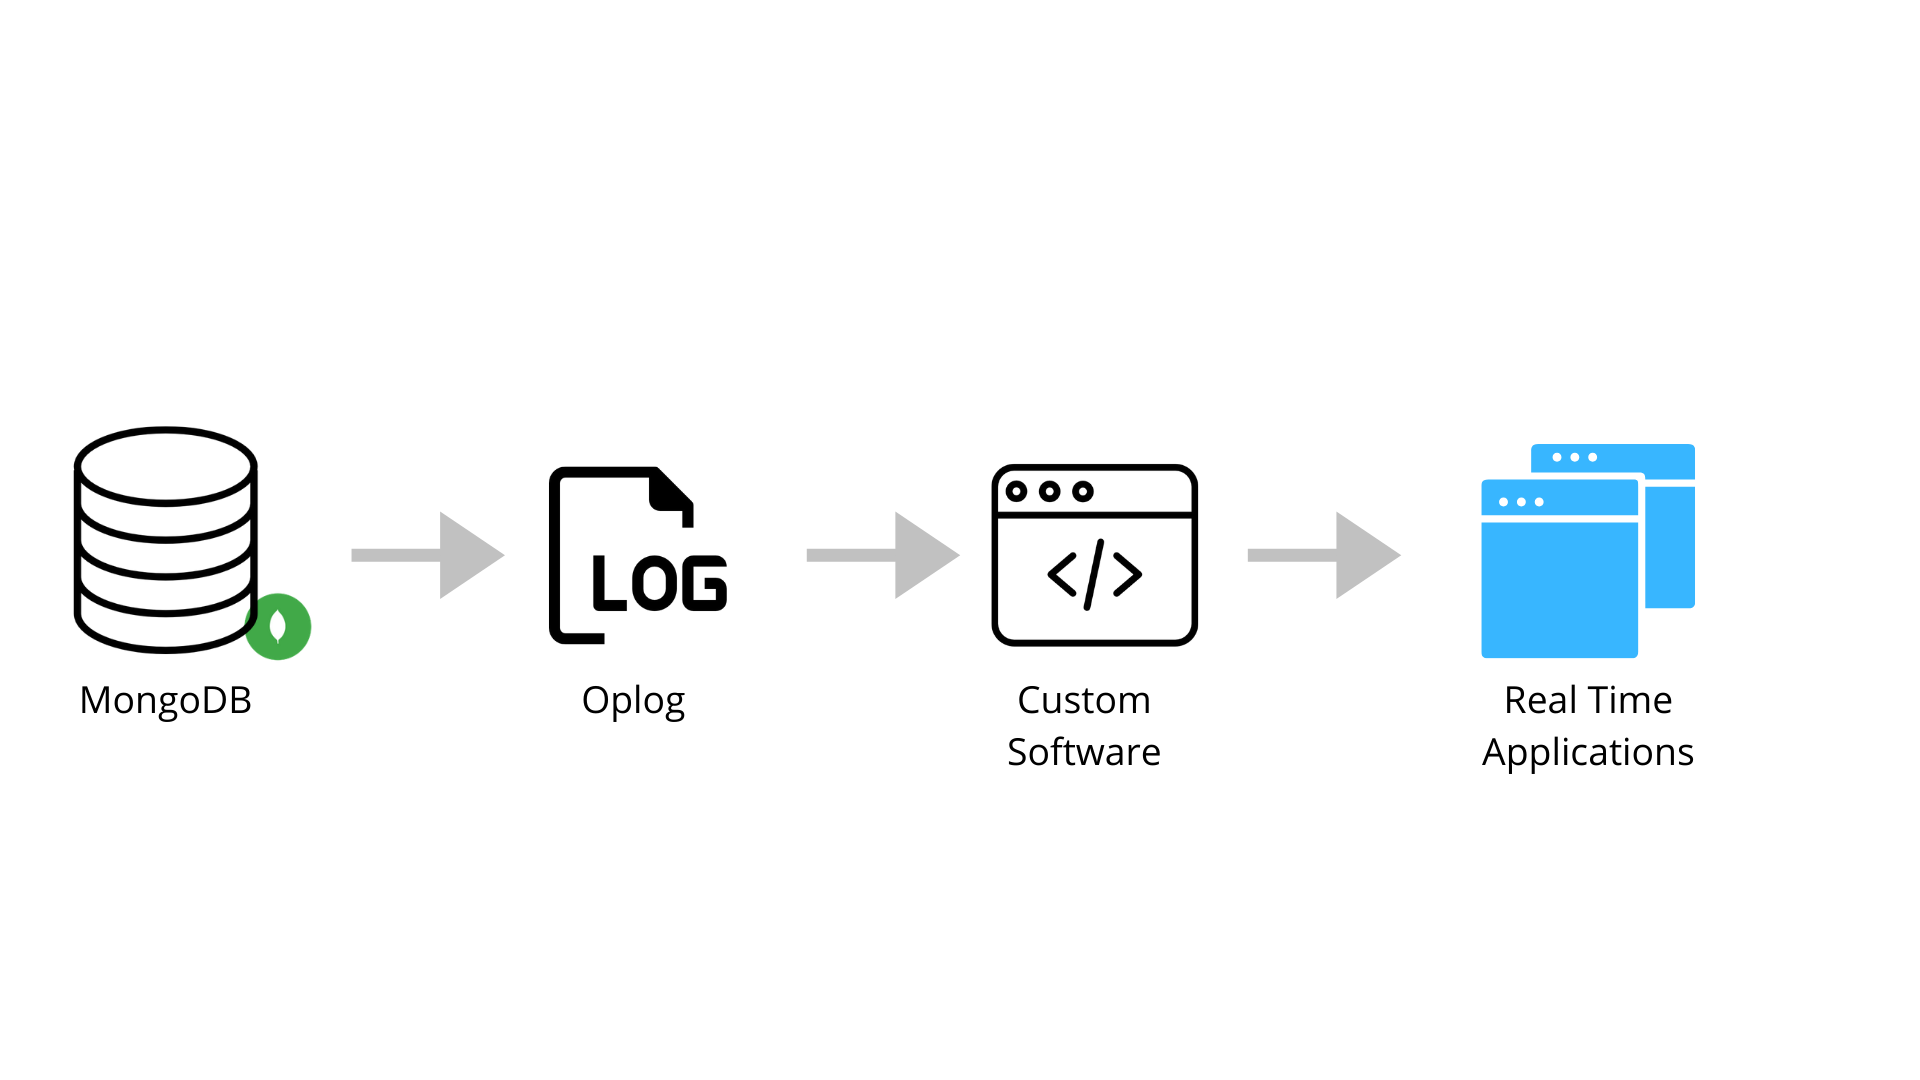 LOG
MongoDB
Oplog
Custom
Software
Real Time
Applications